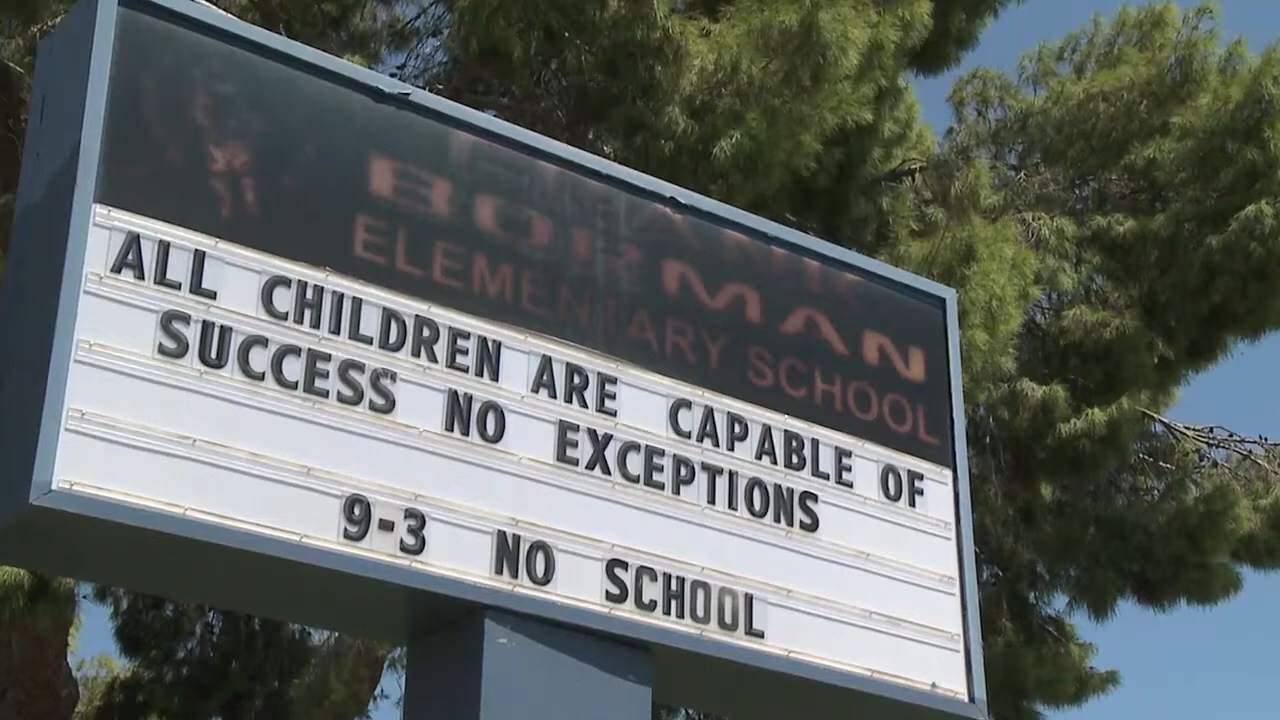 BORMAN
ELEMENTARY SCHOOL
ALL CHILDREN ARE CAPABLE OF
SUCCESS NO EXCEPTIONS
9-3 NO SCHOOL